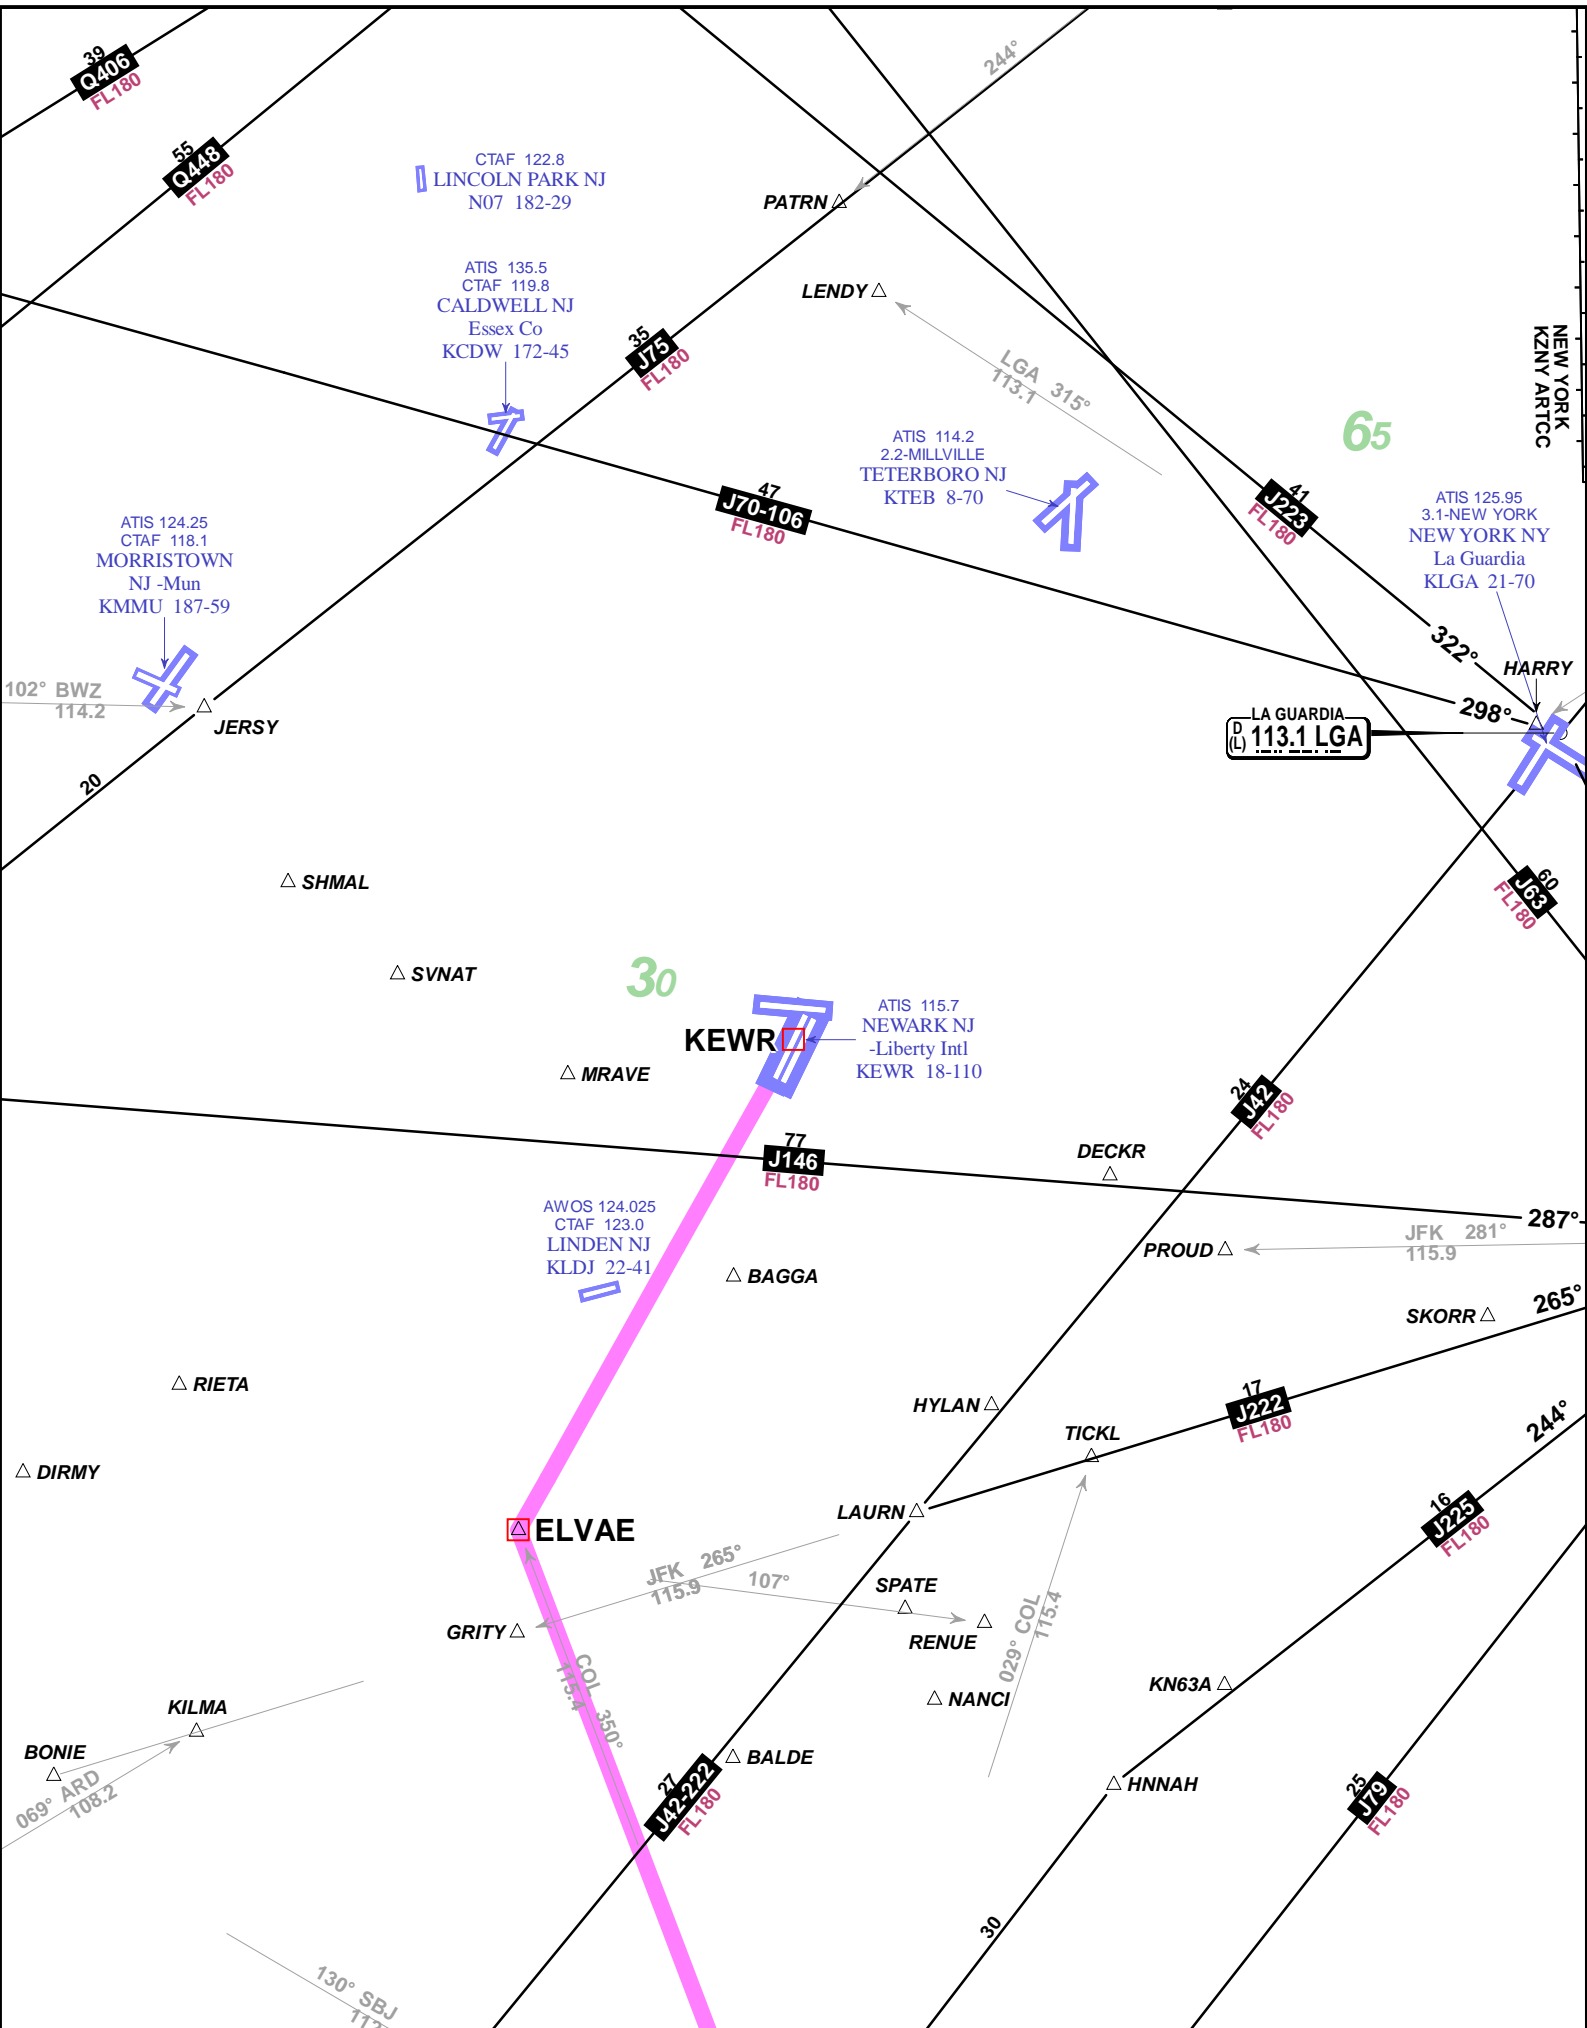 39
Q406
FL180
55
Q448
FL180
CTAF 122.8
LINCOLN PARK NJ
N07 182-29
244°
PATRN
ATIS 135.5
CTAF 119.8
CALDWELL NJ
Essex Co
KCDW 172-45
LENDY
35
J75
FL180
LGA 315°
113.1
NEW YORK
KZNY ARTCC
65
ATIS 114.2
2.2-MILLVILLE
TETERBORO NJ
KTEB 8-70
47
J70-106
FL180
41
J223
FL180
ATIS 125.95
3.1-NEW YORK
NEW YORK NY
La Guardia
KLGA 21-70
ATIS 124.25
CTAF 118.1
MORRISTOWN
NJ -Mun
KMMU 187-59
322°
HARRY
102° BWZ
114.2
JERSY
298°
LA GUARDIA
D
(L) 113.1 LGA
20
SHMAL
60
J63
FL180
SVNAT
30
KEWR
ATIS 115.7
NEWARK NJ
-Liberty Intl
KEWR 18-110
MRAVE
24
J42
FL180
77
J146
FL180
DECKR
287°
AWOS 124.025
CTAF 123.0
LINDEN NJ
KLDJ 22-41
PROUD
JFK 281°
115.9
BAGGA
265°
SKORR
RIETA
HYLAN
17
J222
FL180
TICKL
244°
DIRMY
LAURN
16
J225
FL180
ELVAE
JFK 265°
115.9
107°
SPATE
RENUE
029° COL
115.4
GRITY
COL 350°
115.4
NANCI
KN63A
KILMA
BONIE
069° ARD
108.2
BALDE
27
J42-222
FL180
HNNAH
25
J79
FL180
30
130° SBJ